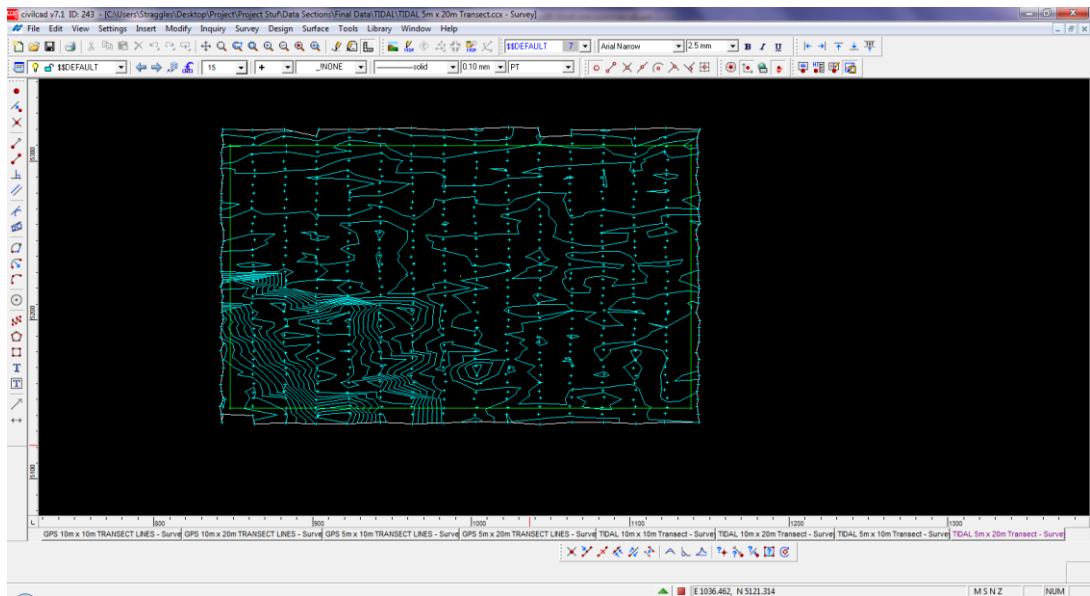 civilcad v7.1 ID: 243 - [C:\Users\Straggles\Desktop\Project\Project Stuf\Data Sections\Final Data\TIDAL\TIDAL 5m x 20m Transect.ccx - Survey]
File Edit View Settings Insert Modify Inquiry Survey Design Surface Tools Library Window Help
$$DEFAULT 7 Arial Narrow 2.5 mm B I U
$$DEFAULT 15 + _!NONE solid 0.10 mm PT
5300
5200
5100
L 800 900 1000 1100 1200 1300
GPS 10m x 10m TRANSECT LINES - Surve GPS 10m x 20m TRANSECT LINES - Surve GPS 5m x 10m TRANSECT LINES - Surve GPS 5m x 20m TRANSECT LINES - Surve TIDAL 10m x 10m Transect - Surve TIDAL 10m x 20m Transect - Surve TIDAL 5m x 10m Transect - Surve TIDAL 5m x 20m Transect - Surve
E 1036.462, N 5121.314 M S N Z NUM